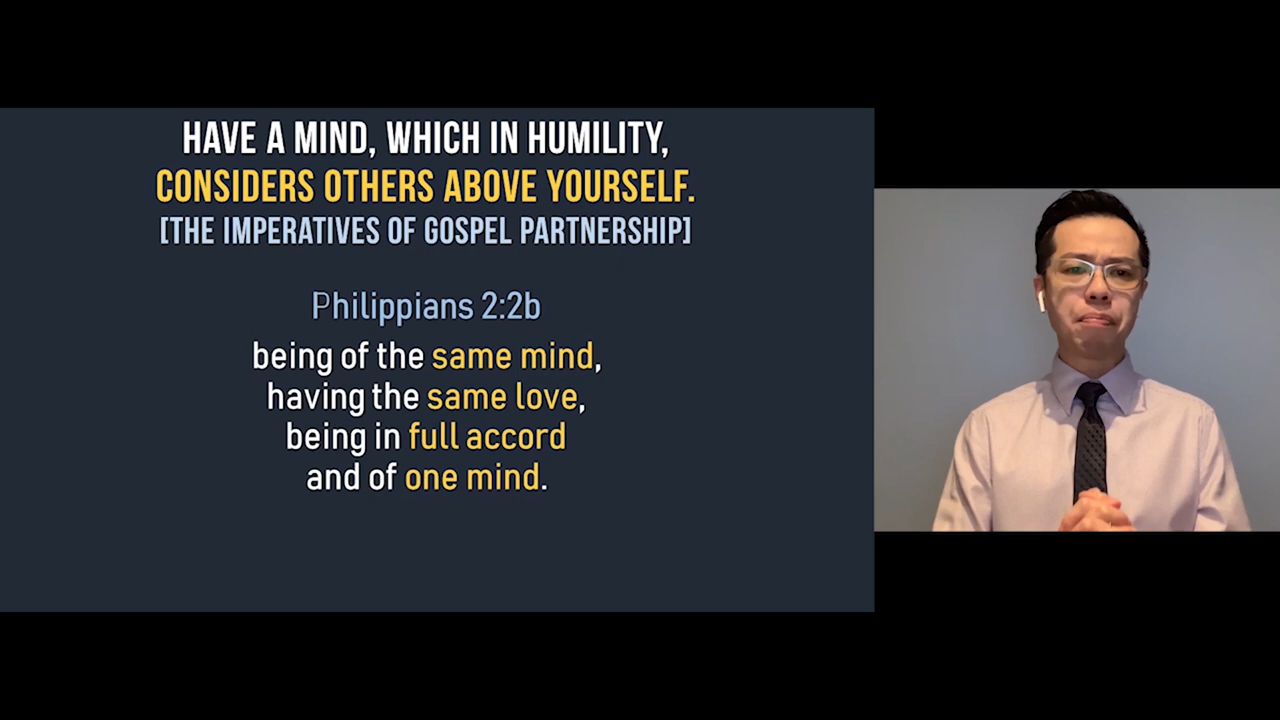 HAVE A MIND, WHICH IN HUMILITY,
CONSIDERS OTHERS ABOVE YOURSELF.
[THE IMPERATIVES OF GOSPEL PARTNERSHIP]
Philippians 2:2b
being of the same mind,
having the same love,
being in full accord
and of one mind.